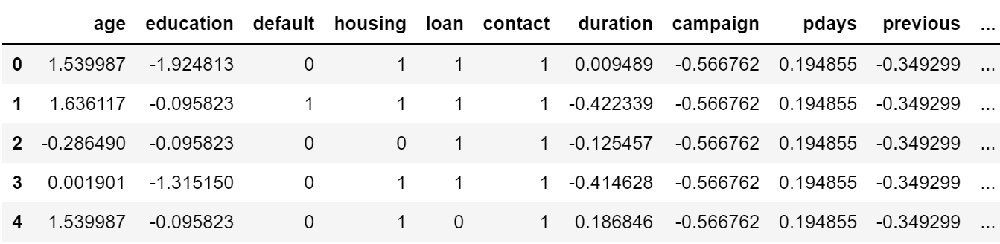 age education default housing loan contact duration campaign pdays previous ...
0 1.539987 -1.924813 0 1 1 1 0.009489 -0.566762 0.194855 -0.349299 ...
1 1.636117 -0.095823 1 1 1 1 -0.422339 -0.566762 0.194855 -0.349299 ...
2 -0.286490 -0.095823 0 0 1 1 -0.125457 -0.566762 0.194855 -0.349299 ...
3 0.001901 -1.315150 0 1 1 1 -0.414628 -0.566762 0.194855 -0.349299 ...
4 1.539987 -0.095823 0 1 0 1 0.186846 -0.566762 0.194855 -0.349299 ...